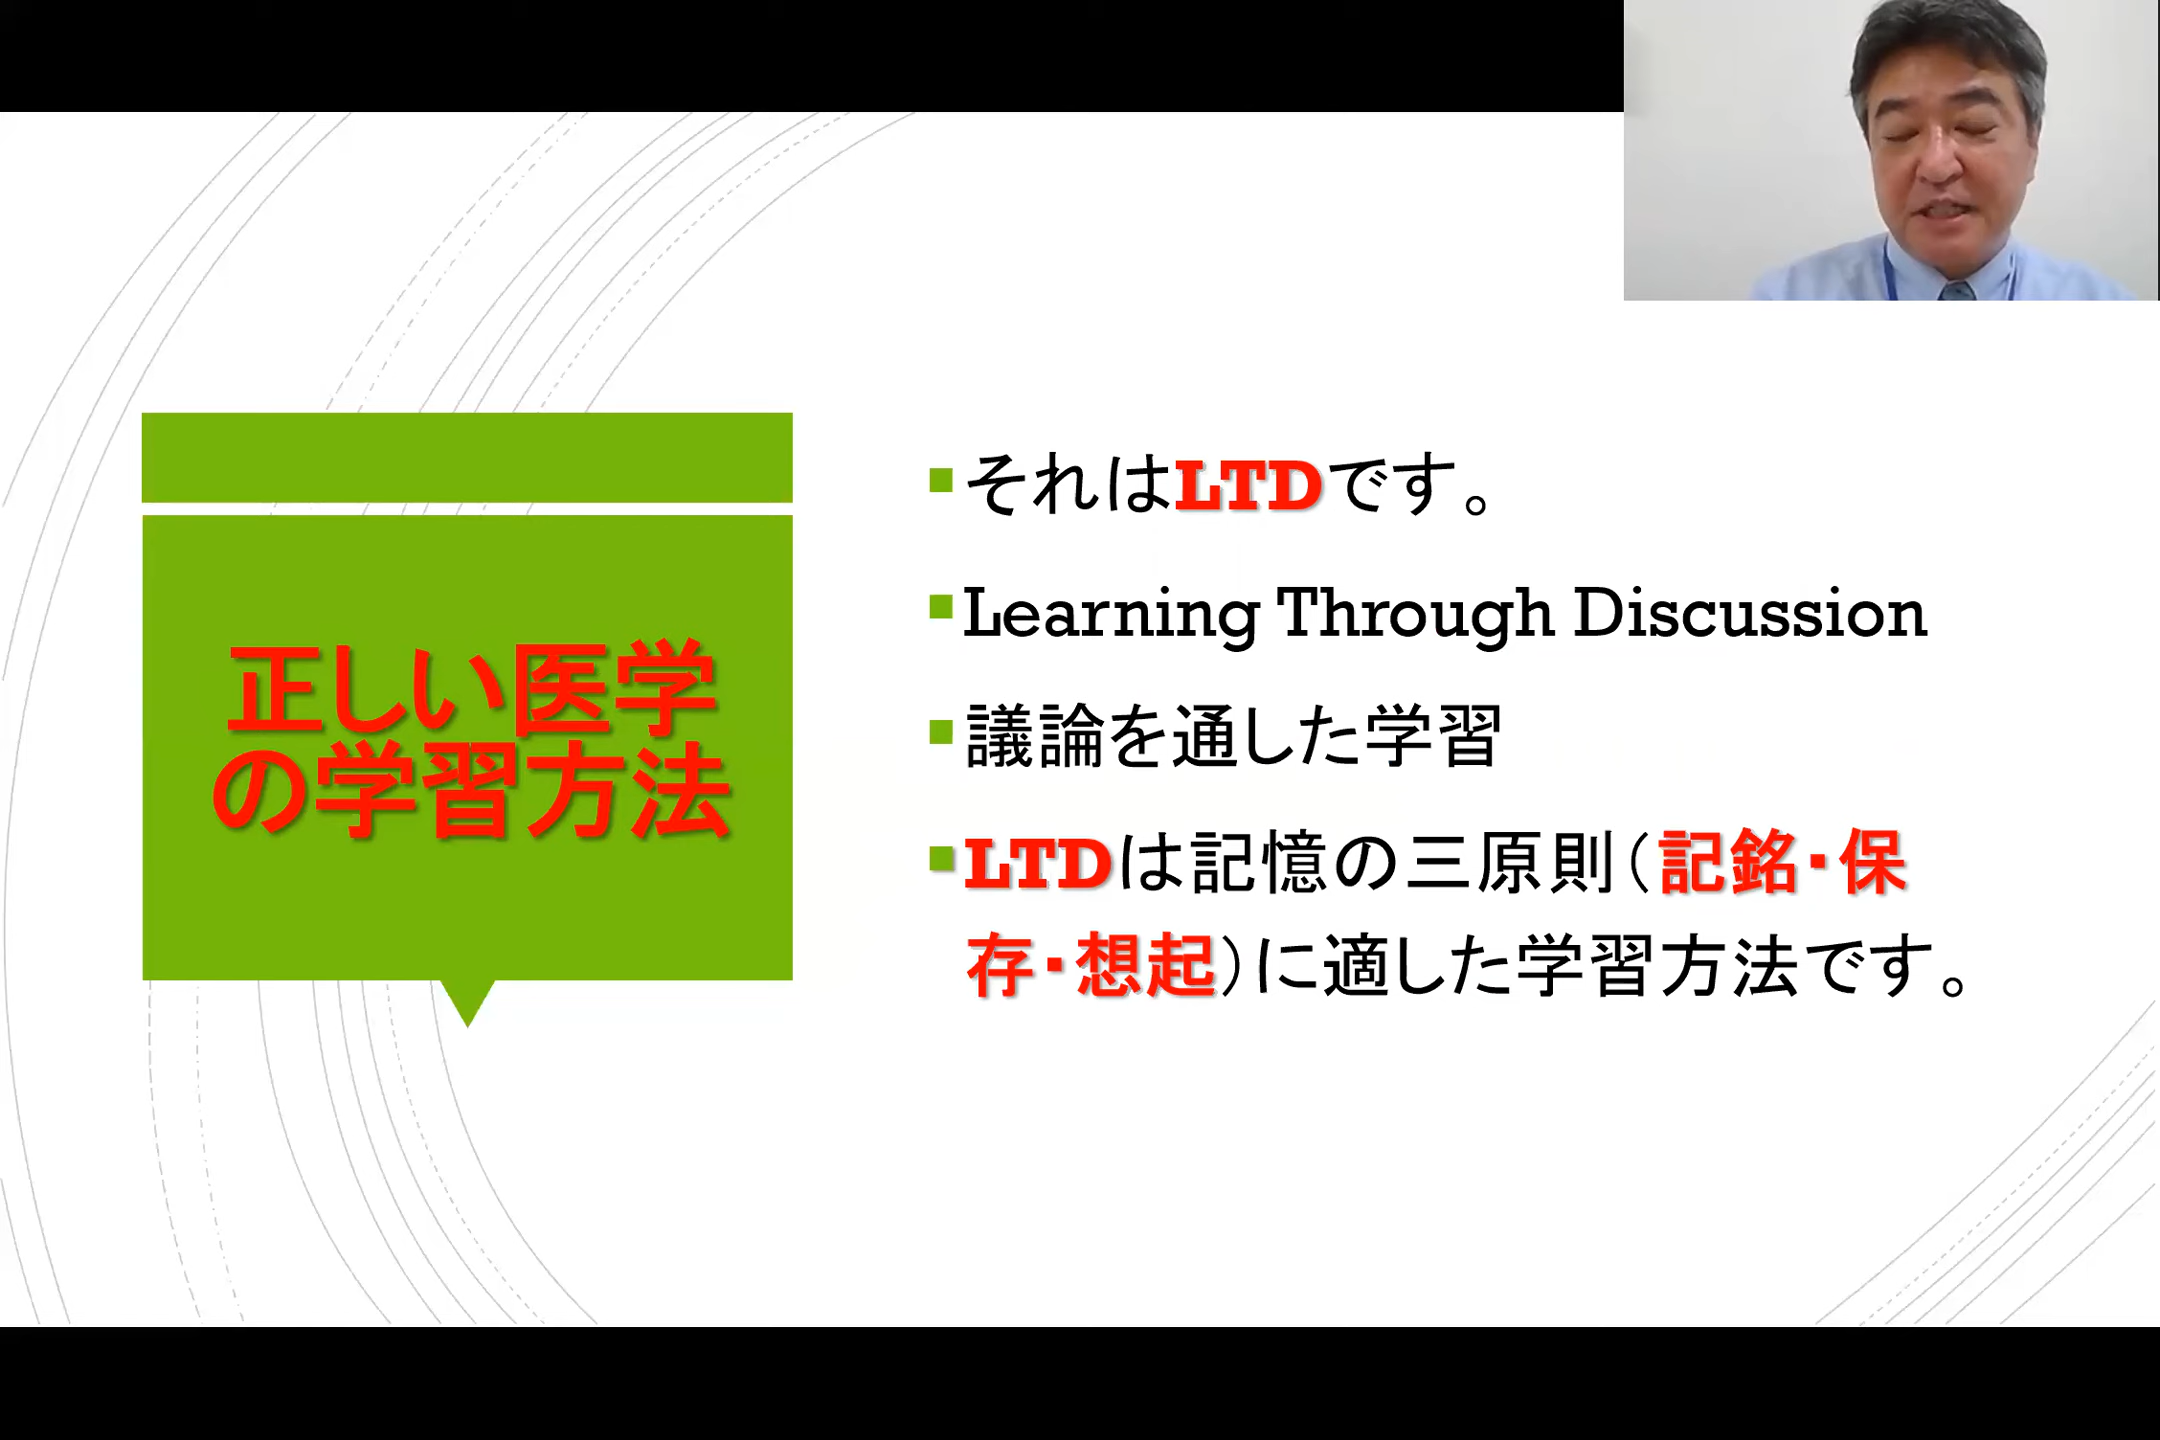 正しい医学
の学習方法
それはLTDです。
Learning Through Discussion
議論を通した学習
LTDは記憶の三原則（記銘・保
存・想起）に適した学習方法です。